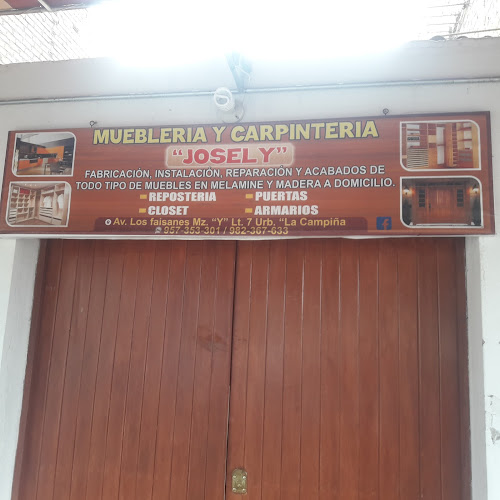 MUEBLERIA Y CARPINTERIA
"JOSELY"
FABRICACIÓN, INSTALACIÓN, REPARACIÓN Y ACABADOS DE
TODO TIPO DE MUEBLES EN MELAMINE Y MADERA A DOMICILIO.
REPOSTERIA
PUERTAS
CLOSET
ARMARIOS
Av. Los faisanes Mz. "Y" Lt. 7 Urb. "La Campiña
957-353-301 / 982-367-633